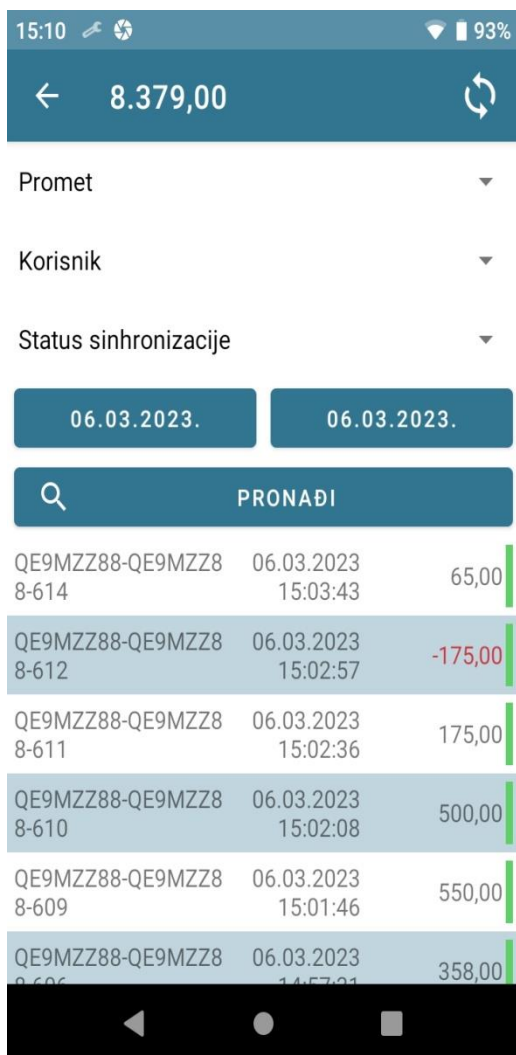 15:10 93%
8.379,00
Promet
Korisnik
Status sinhronizacije
06.03.2023. 06.03.2023.
PRONAĐI
QE9MZZ88-QE9MZZ8 06.03.2023
8-614 15:03:43 65,00
QE9MZZ88-QE9MZZ8 06.03.2023
8-612 15:02:57 -175,00
QE9MZZ88-QE9MZZ8 06.03.2023
8-611 15:02:36 175,00
QE9MZZ88-QE9MZZ8 06.03.2023
8-610 15:02:08 500,00
QE9MZZ88-QE9MZZ8 06.03.2023
8-609 15:01:46 550,00
QE9MZZ88-QE9MZZ8 06.03.2023
358,00